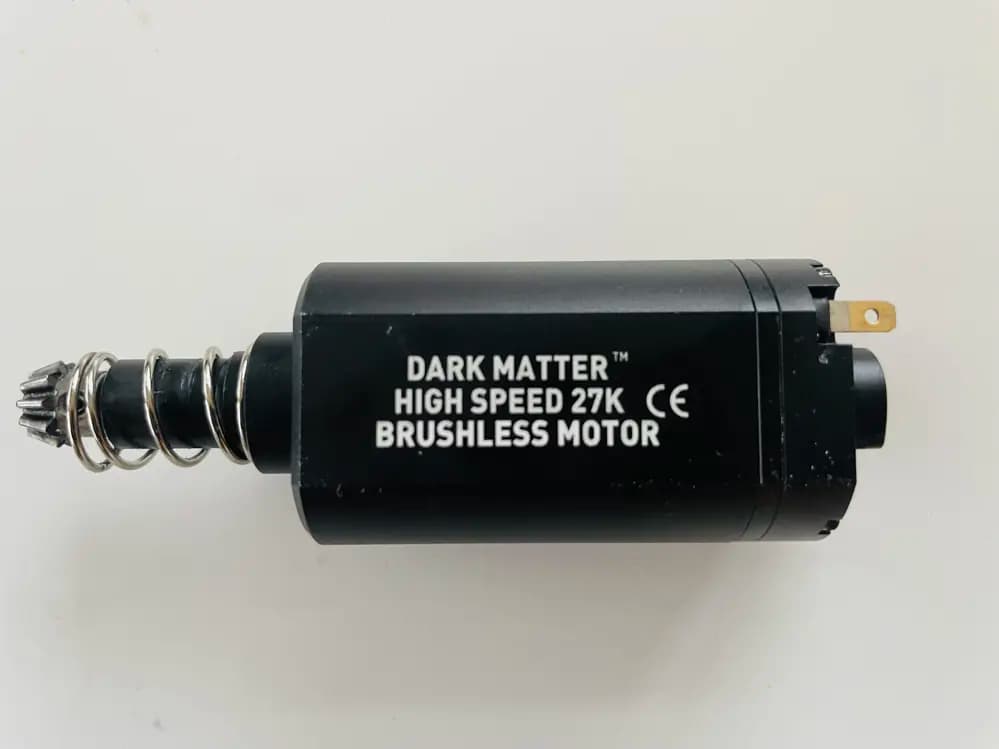 DARK MATTER™
HIGH SPEED 27K CE
BRUSHLESS MOTOR